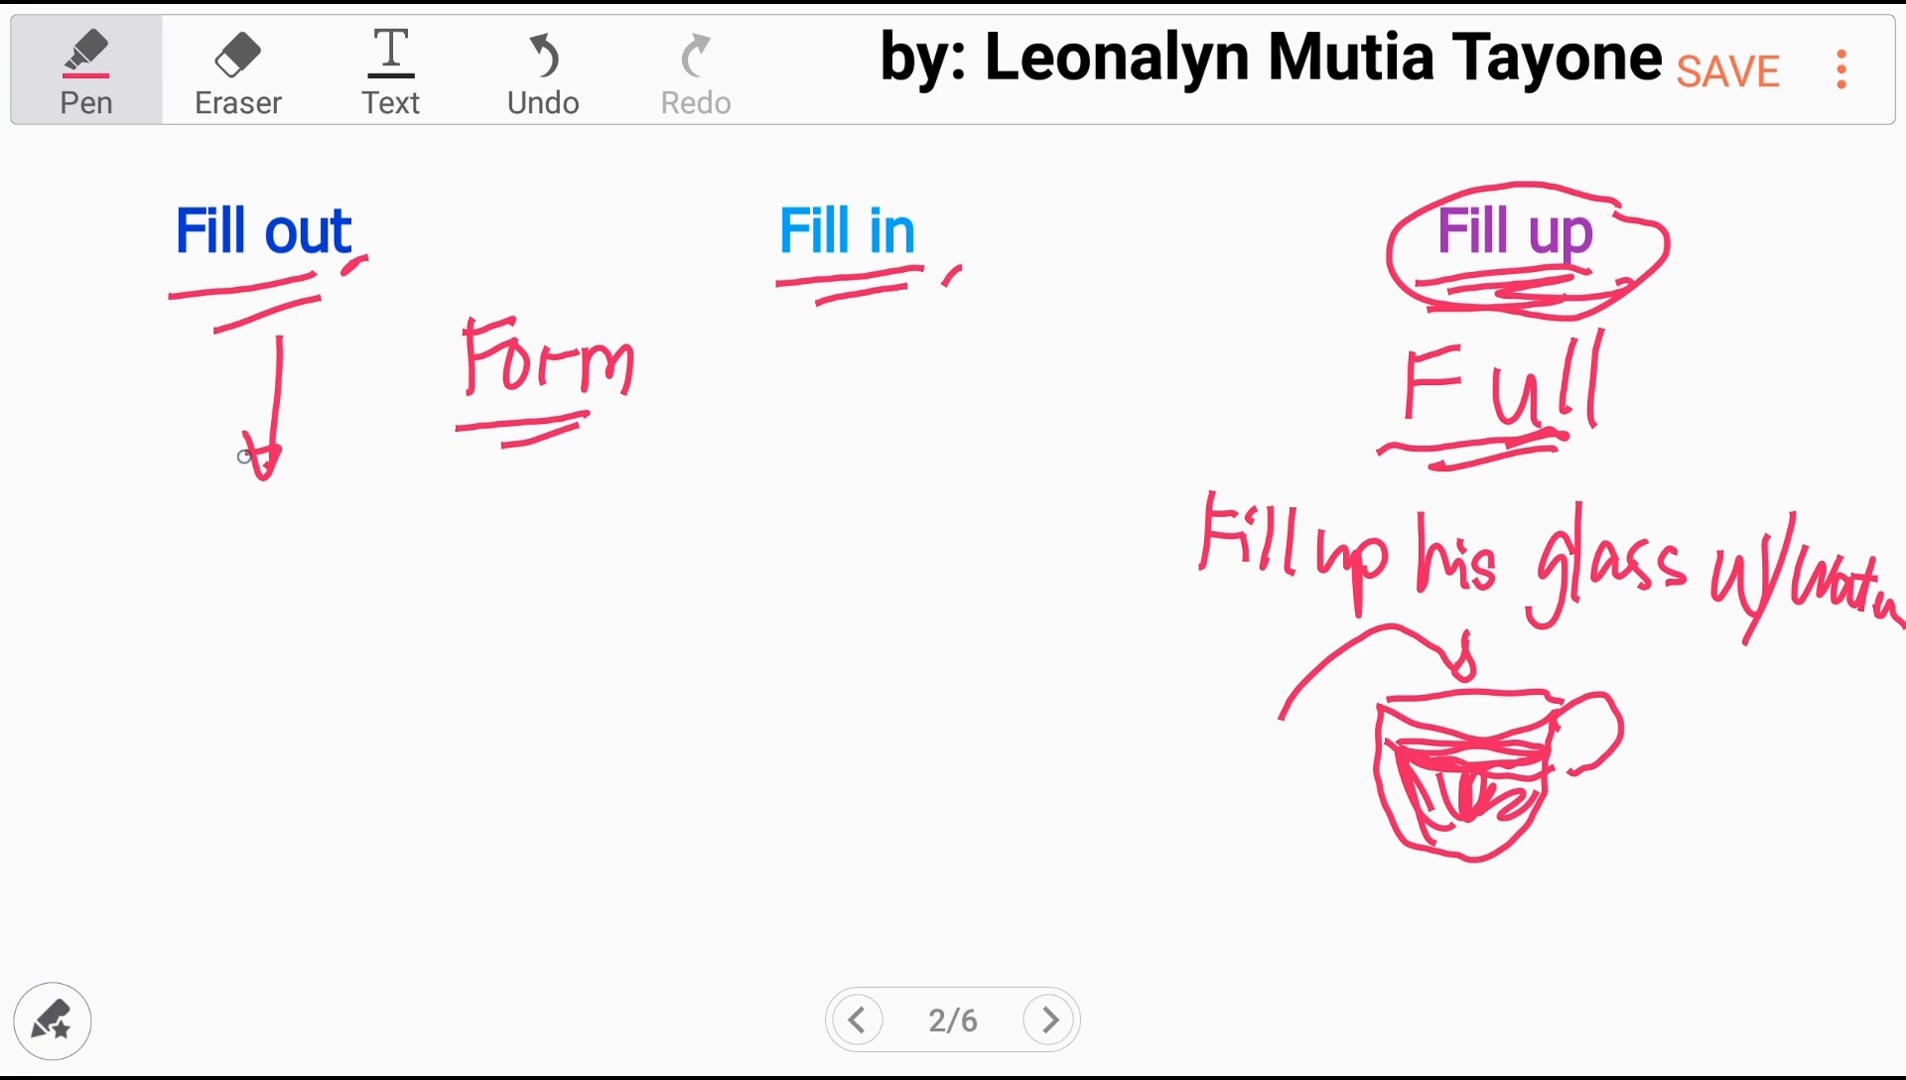 by: Leonalyn Mutia Tayone
SAVE
Pen
Eraser
Text
Undo
Redo
Fill out
Fill in
Fill up
Form
Full
Fill up his glass w/water
2/6